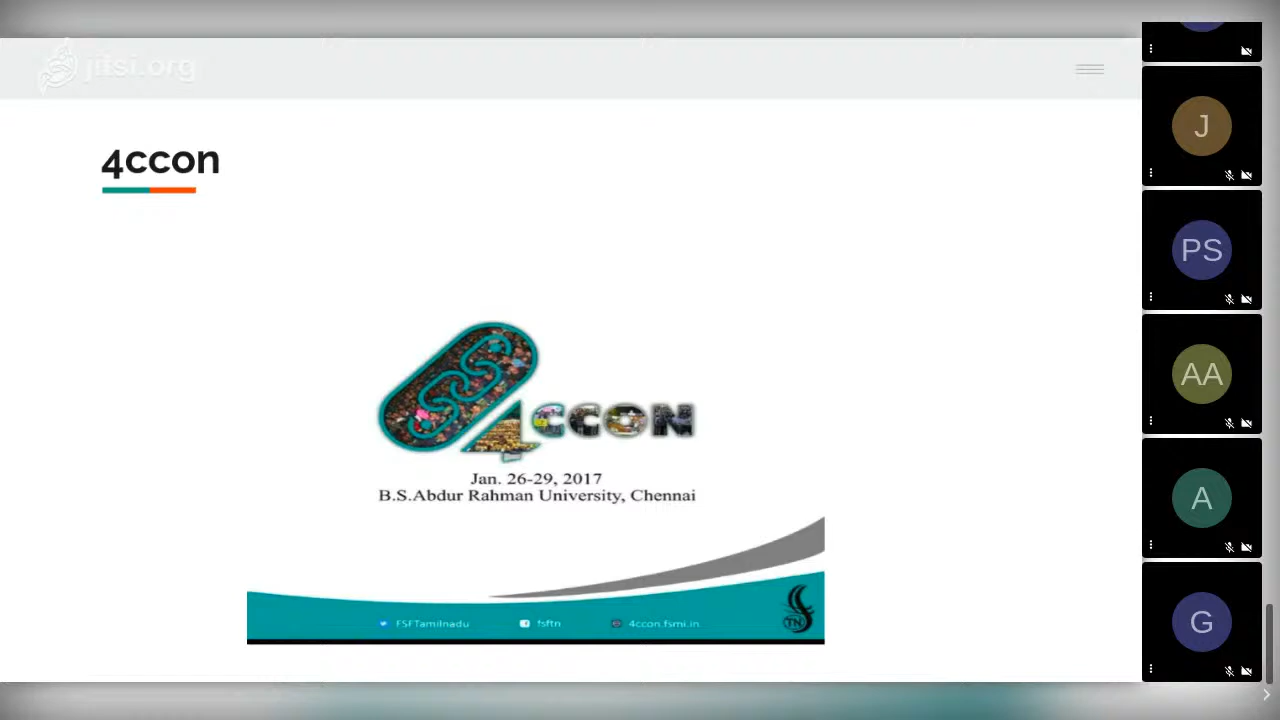 jitsi.org
4ccon
4CCON
Jan. 26-29, 2017
B.S.Abdur Rahman University, Chennai
FSFTamilnadu
fsftn
4ccon.fsmi.in
TN
J
PS
AA
A
G